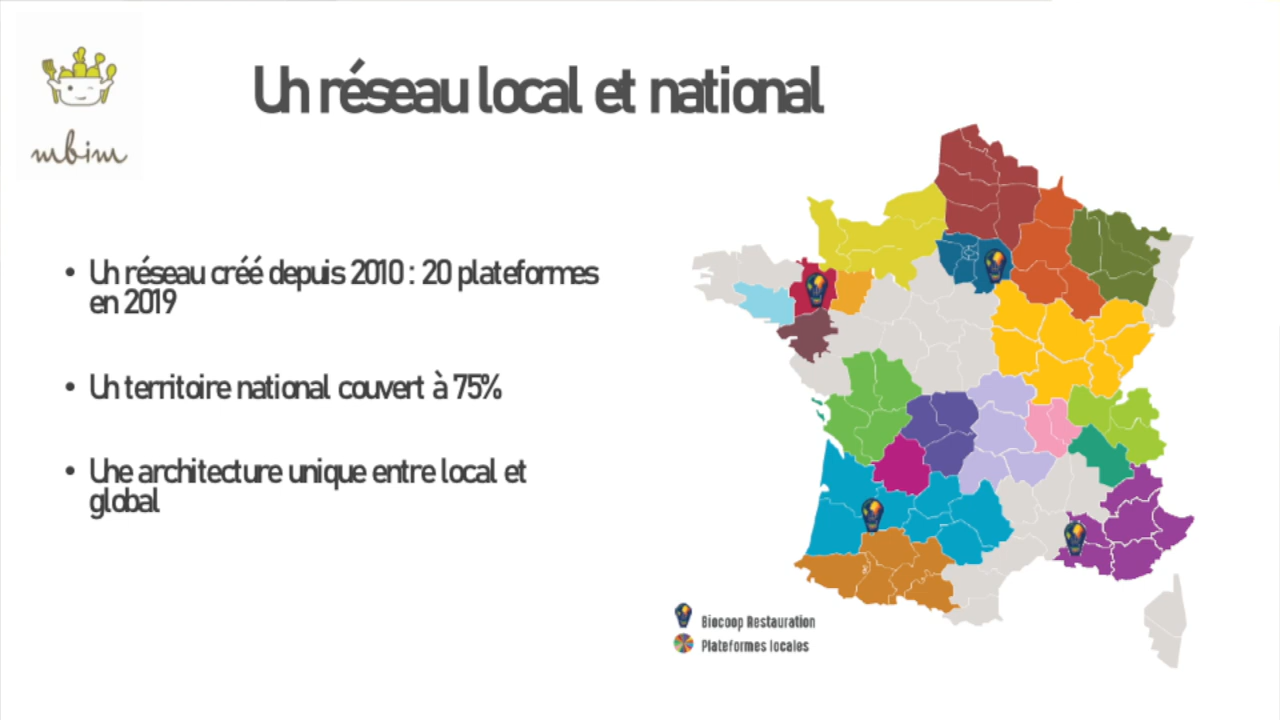 mbim
Un réseau local et national
• Un réseau créé depuis 2010 : 20 plateformes
en 2019
• Un territoire national couvert à 75%
• Une architecture unique entre local et
global
Biocoop Restauration
Plateformes locales